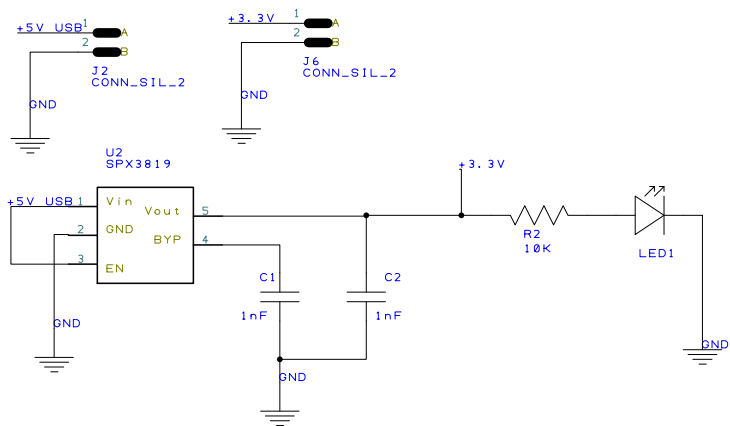 +5V USB 1 A
2 B
J2
CONN_SIL_2
GND
+3.3V 1 A
2 B
J6
CONN_SIL_2
GND
U2
SPX3819
+5V USB 1 Vin
Vout 5
2 GND
BYP 4
3 EN
GND
C1
1nF
C2
1nF
GND
+3.3V
R2
10K
LED1
GND